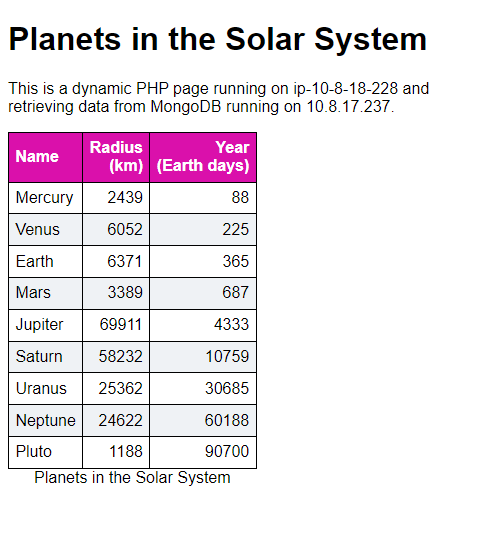 Planets in the Solar System
This is a dynamic PHP page running on ip-10-8-18-228 and
retrieving data from MongoDB running on 10.8.17.237.
Name Radius (km) Year (Earth days)
Mercury 2439 88
Venus 6052 225
Earth 6371 365
Mars 3389 687
Jupiter 69911 4333
Saturn 58232 10759
Uranus 25362 30685
Neptune 24622 60188
Pluto 1188 90700
Planets in the Solar System